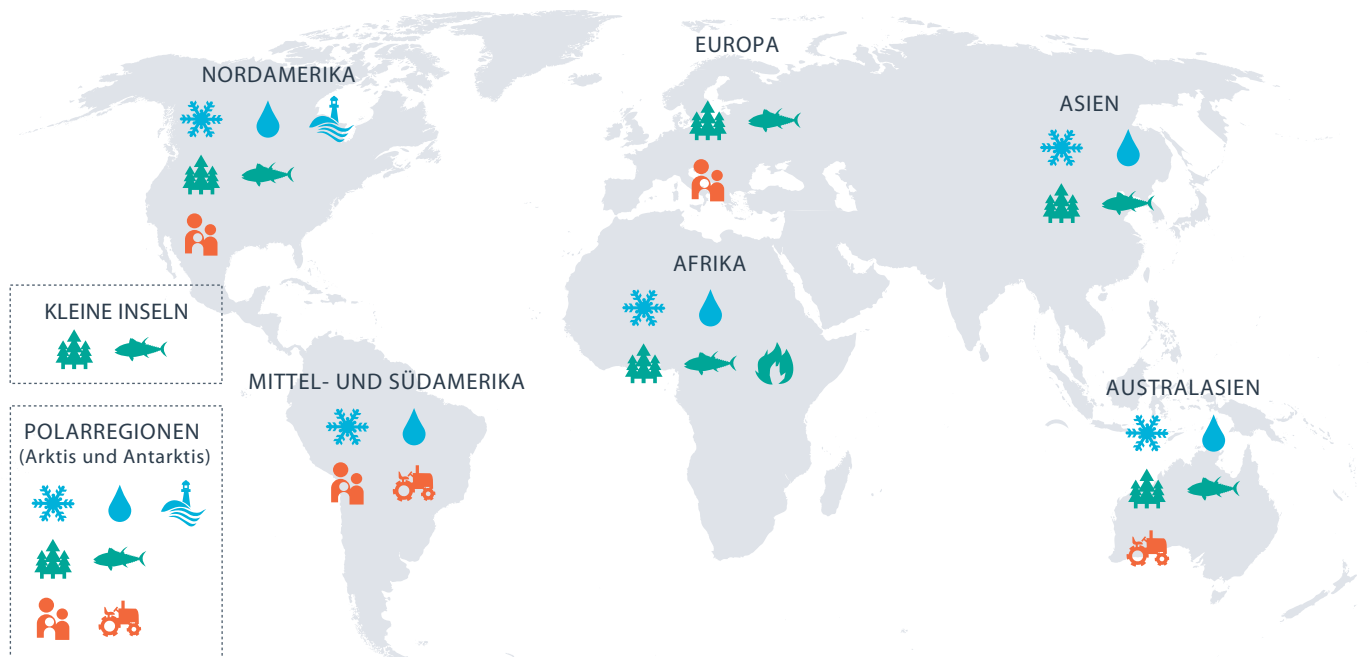 EUROPA
NORDAMERIKA
ASIEN
AFRIKA
KLEINE INSELN
MITTEL- UND SÜDAMERIKA
AUSTRALASIEN
POLARREGIONEN
(Arktis und Antarktis)